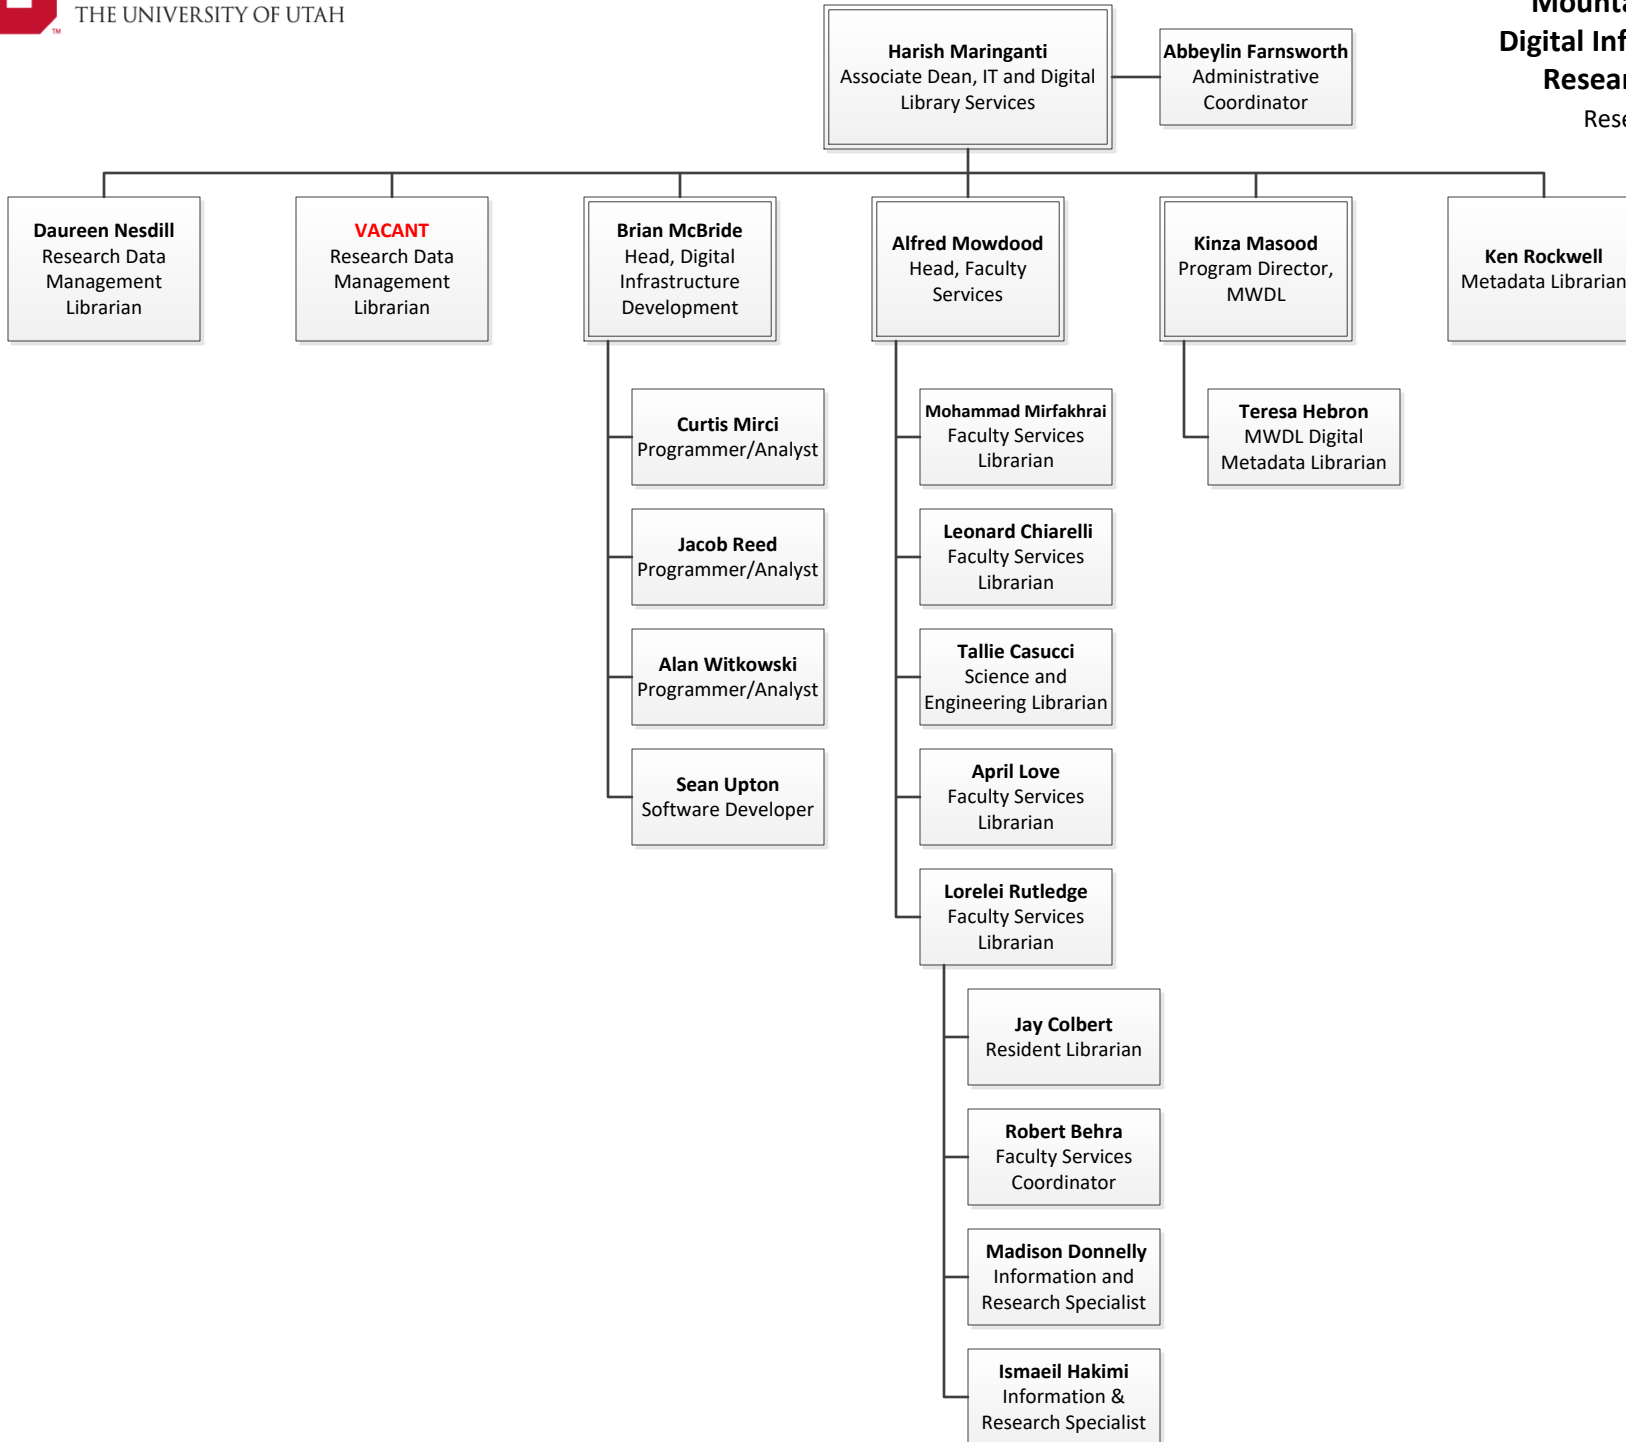 THE UNIVERSITY OF UTAH
TM
Harish Maringanti
Associate Dean, IT and Digital
Library Services
Abbeylin Farnsworth
Administrative
Coordinator
Digital
Daureen Nesdill
Research Data
Management
Librarian
VACANT
Research Data
Management
Librarian
Brian McBride
Head, Digital
Infrastructure
Development
Alfred Mowdood
Head, Faculty
Services
Kinza Masood
Program Director,
MWDL
Ken Rockwell
Metadata Librarian
Curtis Mirci
Programmer/Analyst
Jacob Reed
Programmer/Analyst
Alan Witkowski
Programmer/Analyst
Sean Upton
Software Developer
Mohammad Mirfakhrai
Faculty Services
Librarian
Leonard Chiarelli
Faculty Services
Librarian
Tallie Casucci
Science and
Engineering Librarian
April Love
Faculty Services
Librarian
Lorelei Rutledge
Faculty Services
Librarian
Jay Colbert
Resident Librarian
Robert Behra
Faculty Services
Coordinator
Madison Donnelly
Information and
Research Specialist
Ismaeil Hakimi
Information &
Research Specialist
Teresa Hebron
MWDL Digital
Metadata Librarian